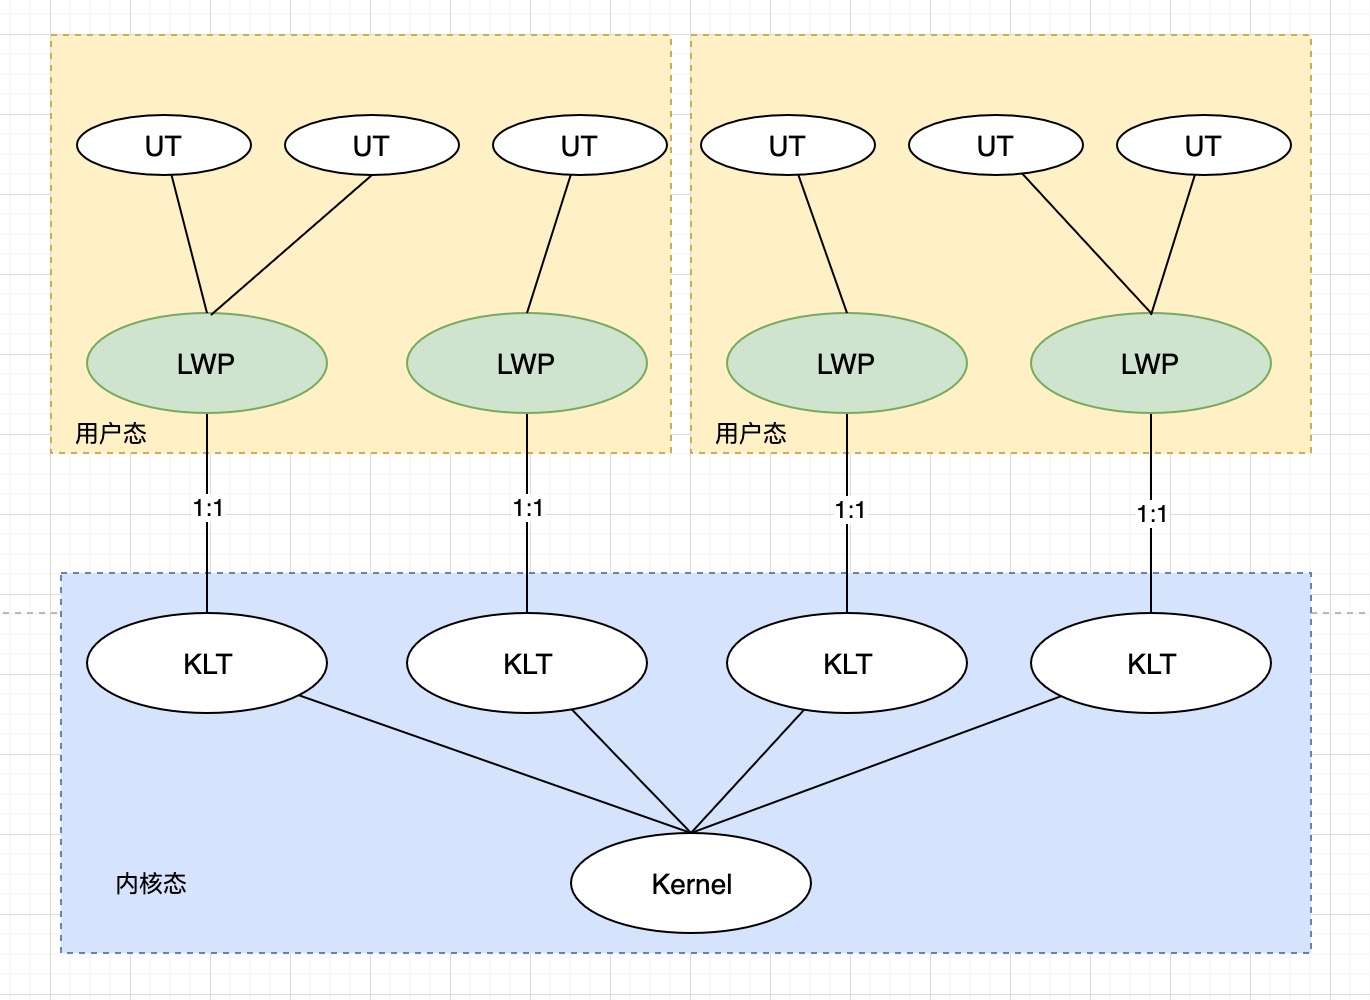 UT UT UT UT UT UT
LWP LWP LWP LWP
用户态 用户态
1:1 1:1 1:1 1:1
KLT KLT KLT KLT
内核态 Kernel